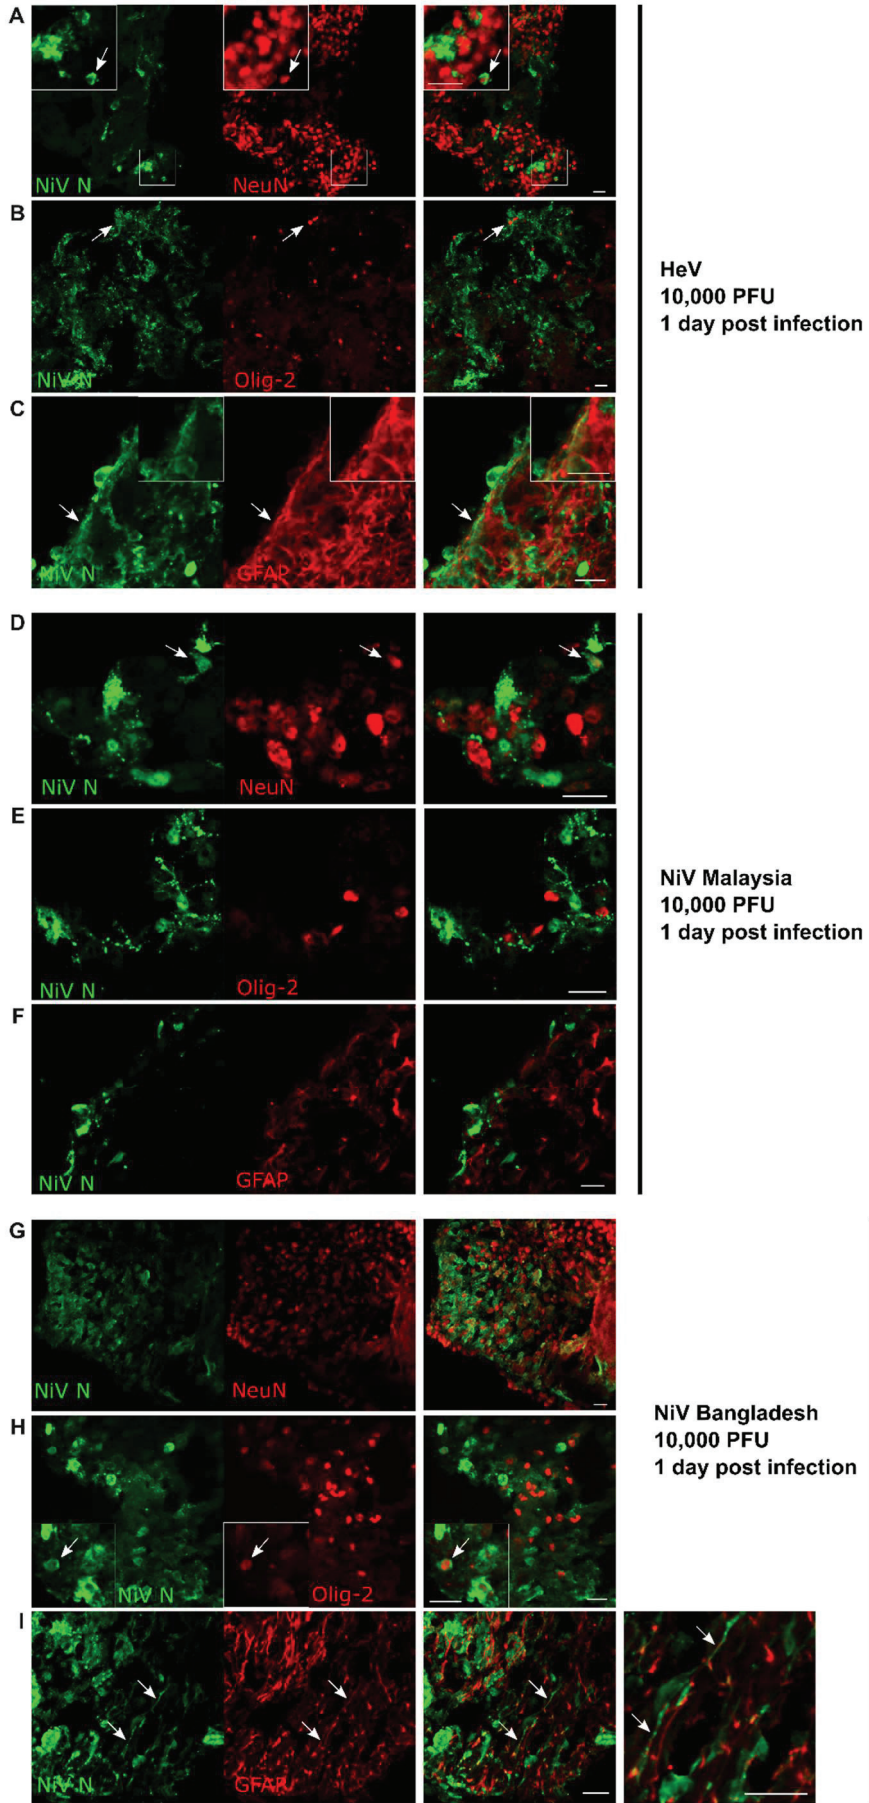 A
NiV N
NeuN
B
NiV N
Olig-2
HeV
10,000 PFU
1 day post infection
C
NiV N
GFAP
D
NiV N
NeuN
E
NiV N
Olig-2
NiV Malaysia
10,000 PFU
1 day post infection
F
NiV N
GFAP
G
NiV N
NeuN
H
NiV N
Olig-2
NiV Bangladesh
10,000 PFU
1 day post infection
I
NiV N
GFAP